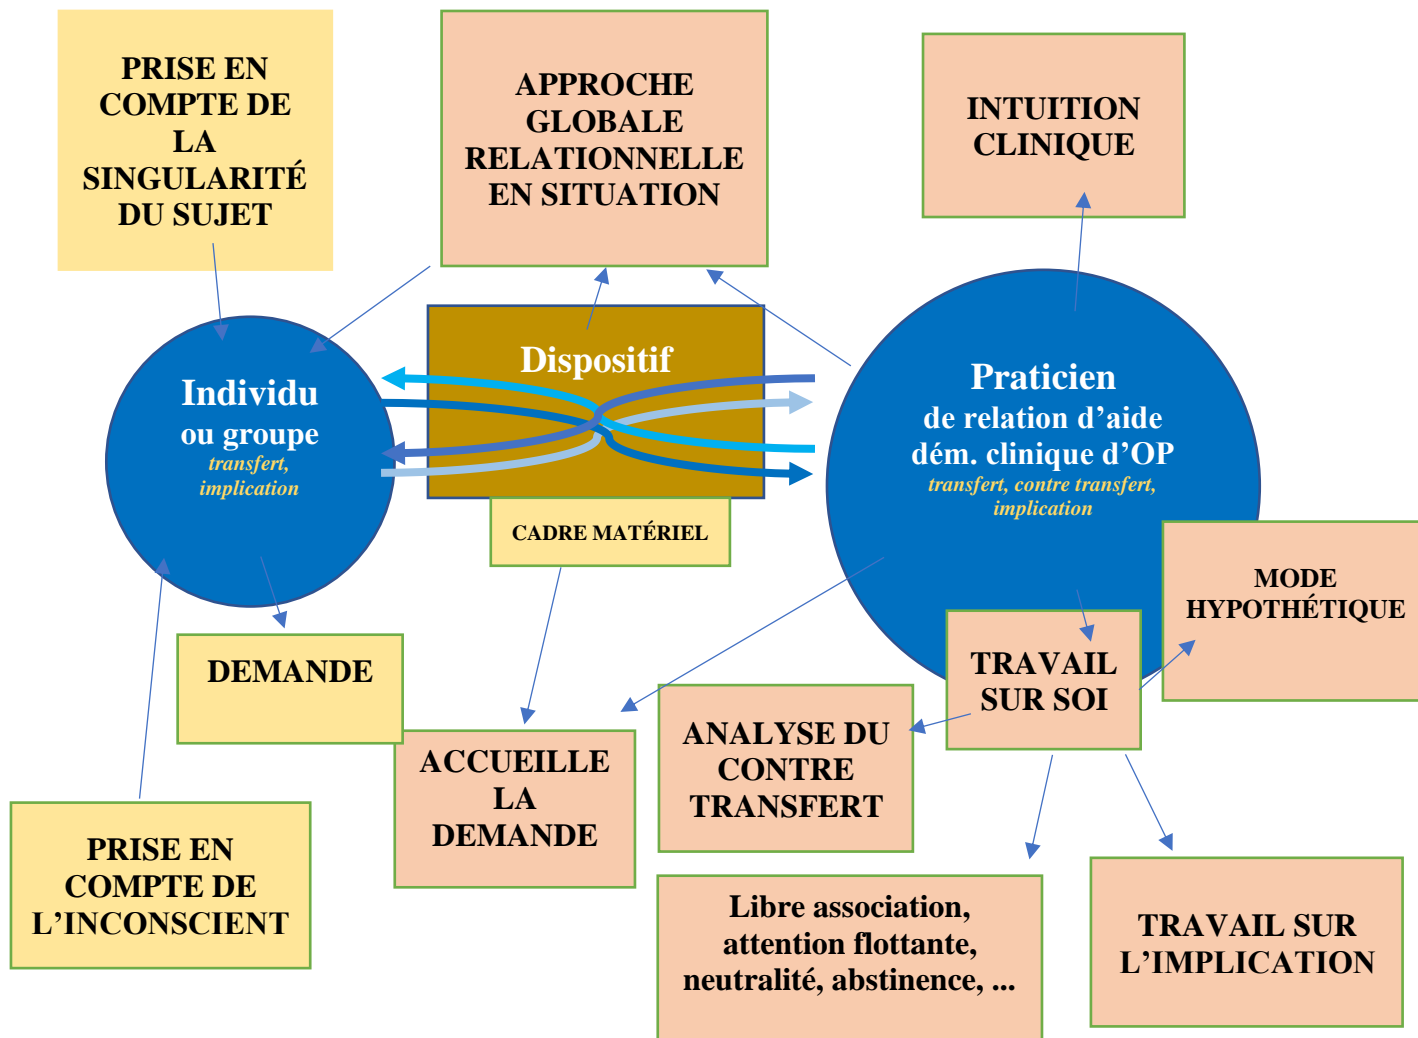 PRISE EN
COMPTE DE
LA
SINGULARITÉ
DU SUJET
APPROCHE
GLOBALE
RELATIONNELLE
EN SITUATION
INTUITION
CLINIQUE
Individu
ou groupe
transfert,
implication
Dispositif
Praticien
de relation d’aide
dém. clinique d’OP
transfert, contre transfert,
implication
CADRE MATÉRIEL
MODE
HYPOTHÉTIQUE
DEMANDE
TRAVAIL
SUR SOI
ACCUEILLE
LA
DEMANDE
ANALYSE DU
CONTRE
TRANSFERT
PRISE EN
COMPTE DE
L’INCONSCIENT
Libre association,
attention flottante,
neutralité, abstinence, ...
TRAVAIL SUR
L’IMPLICATION